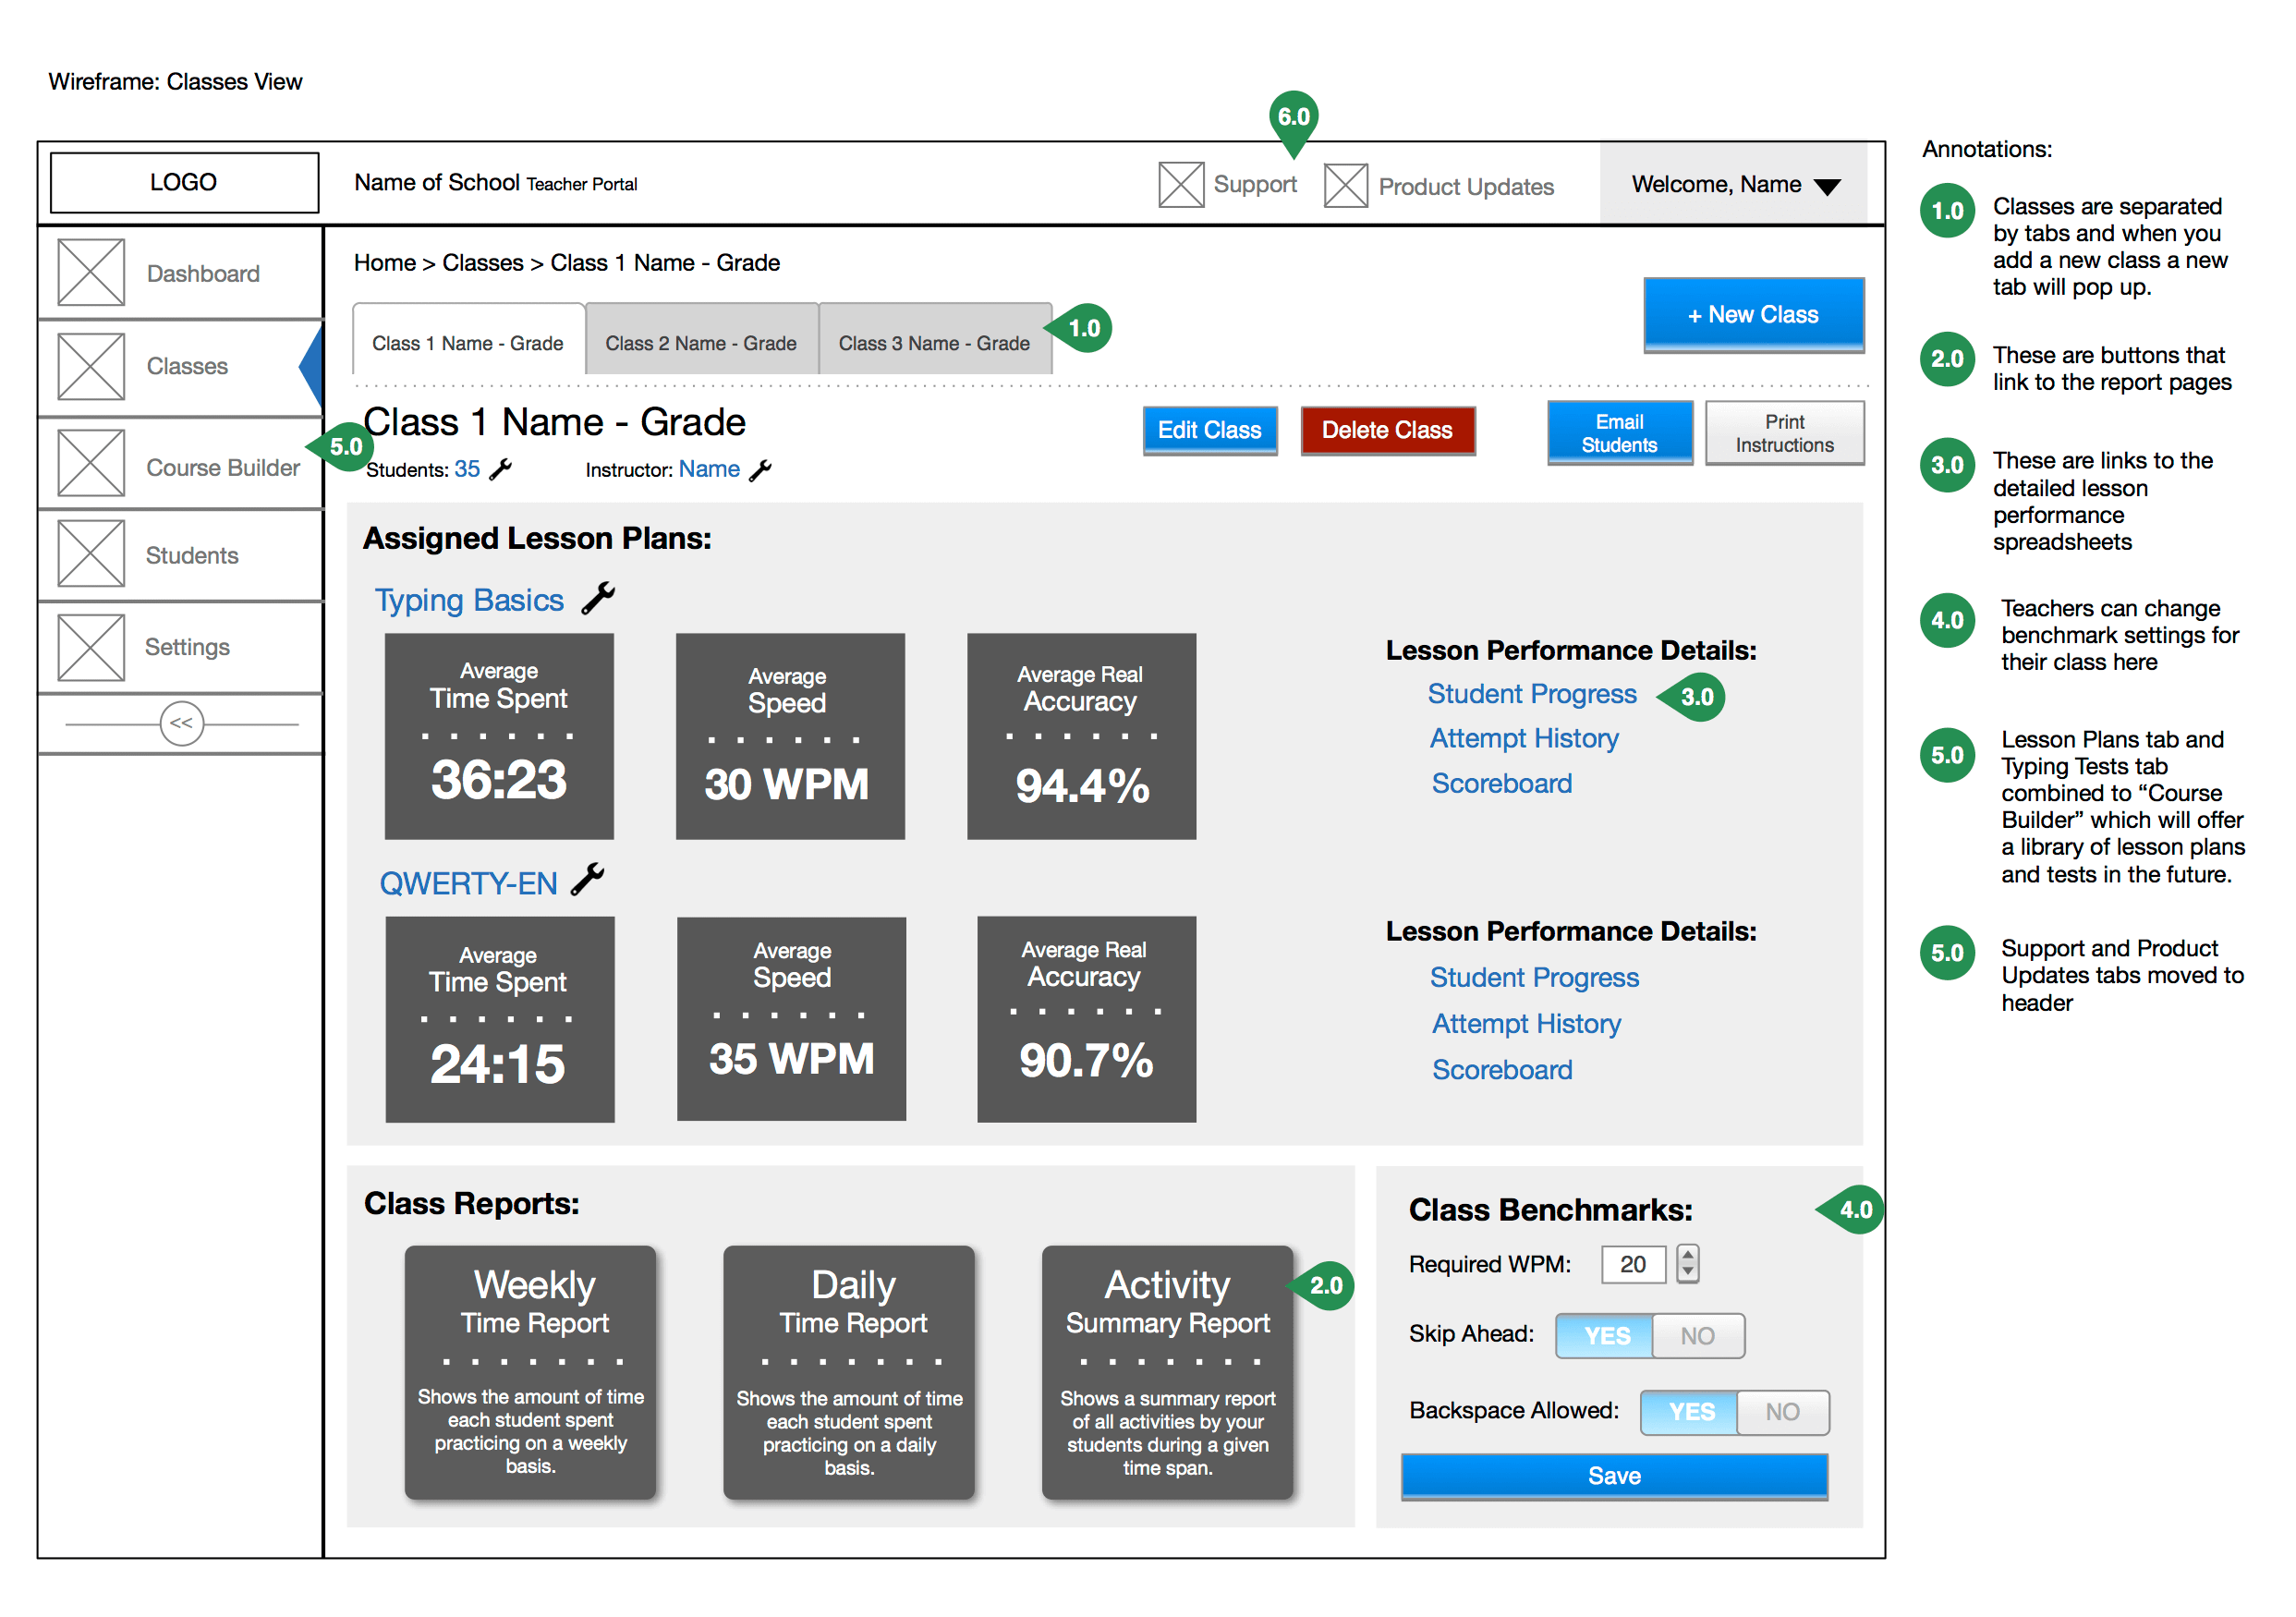 Wireframe: Classes View
6.0
LOGO
Name of School Teacher Portal
Support
Product Updates
Welcome, Name
Dashboard
Classes
Course Builder
5.0
Students
Settings
<<
Home > Classes > Class 1 Name - Grade
Class 1 Name - Grade
Class 2 Name - Grade
Class 3 Name - Grade
1.0
+ New Class
Class 1 Name - Grade
Students: 35
Instructor: Name
Edit Class
Delete Class
Email
Students
Print
Instructions
Assigned Lesson Plans:
Typing Basics
Average
Time Spent
36:23
Average
Speed
30 WPM
Average Real
Accuracy
94.4%
Lesson Performance Details:
Student Progress
3.0
Attempt History
Scoreboard
QWERTY-EN
Average
Time Spent
24:15
Average
Speed
35 WPM
Average Real
Accuracy
90.7%
Lesson Performance Details:
Student Progress
Attempt History
Scoreboard
Class Reports:
Weekly
Time Report
Shows the amount of time
each student spent
practicing on a weekly
basis.
Daily
Time Report
Shows the amount of time
each student spent
practicing on a daily
basis.
Activity
Summary Report
Shows a summary report
of all activities by your
students during a given
time span.
2.0
Class Benchmarks:
4.0
Required WPM: 20
Skip Ahead: YES NO
Backspace Allowed: YES NO
Save
Annotations:
1.0
Classes are separated
by tabs and when you
add a new class a new
tab will pop up.
2.0
These are buttons that
link to the report pages
3.0
These are links to the
detailed lesson
performance
spreadsheets
4.0
Teachers can change
benchmark settings for
their class here
5.0
Lesson Plans tab and
Typing Tests tab
combined to “Course
Builder” which will offer
a library of lesson plans
and tests in the future.
5.0
Support and Product
Updates tabs moved to
header